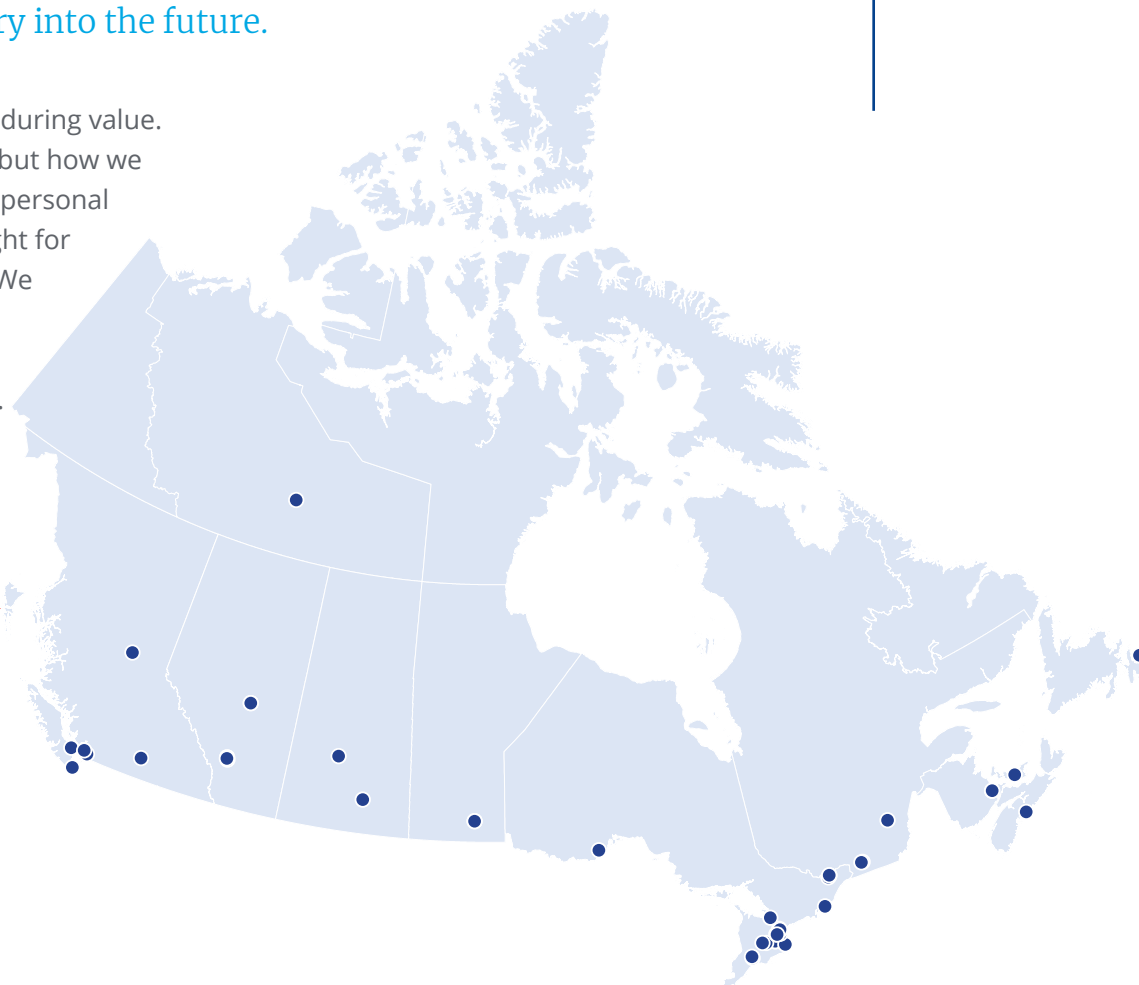 ry into the future.
during value.
but how we
personal
ght for
We